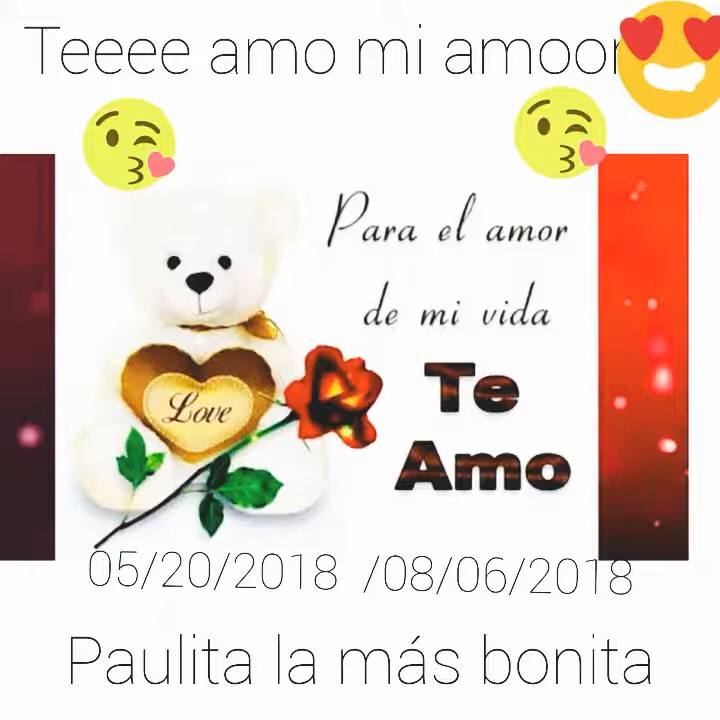 Teeee amo mi amoor
Para el amor
de mi vida
Love
Te
Amo
05/20/2018 /08/06/2018
Paulita la más bonita